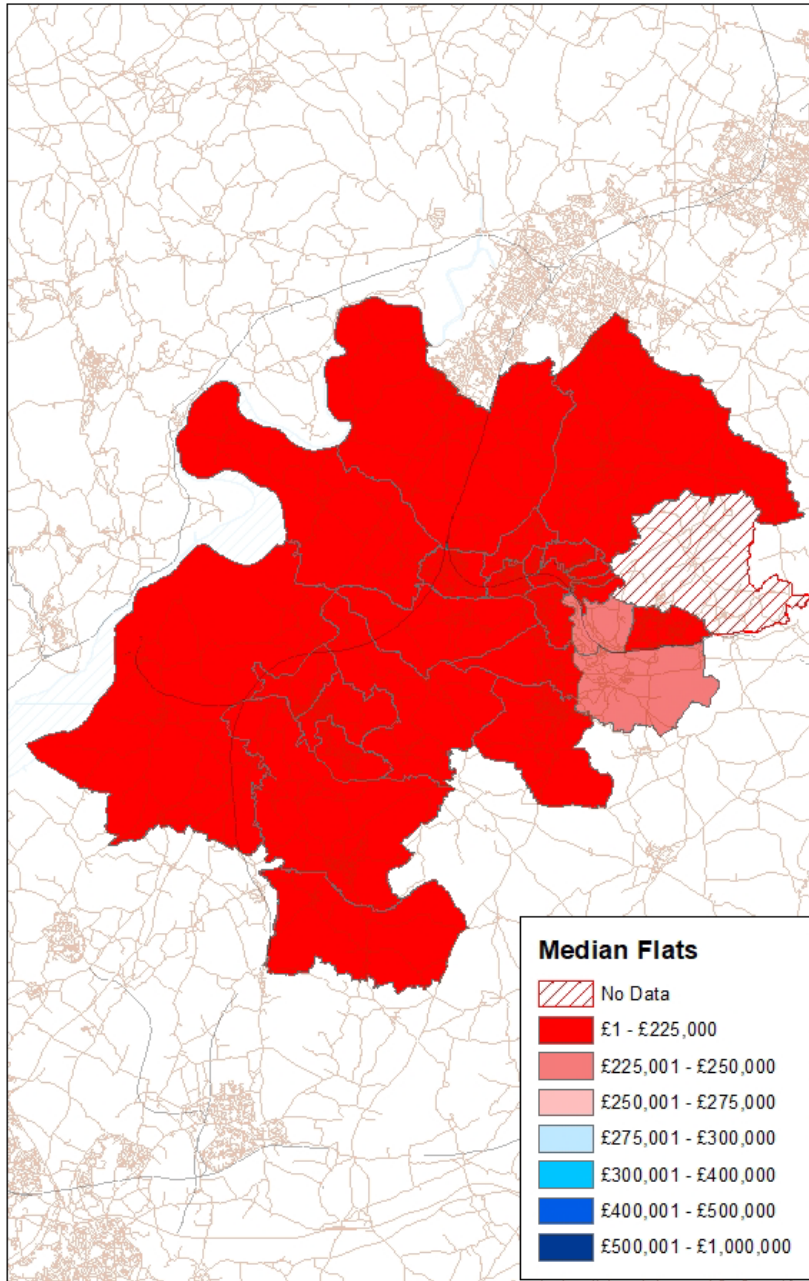 Median Flats
No Data
£1 - £225,000
£225,001 - £250,000
£250,001 - £275,000
£275,001 - £300,000
£300,001 - £400,000
£400,001 - £500,000
£500,001 - £1,000,000